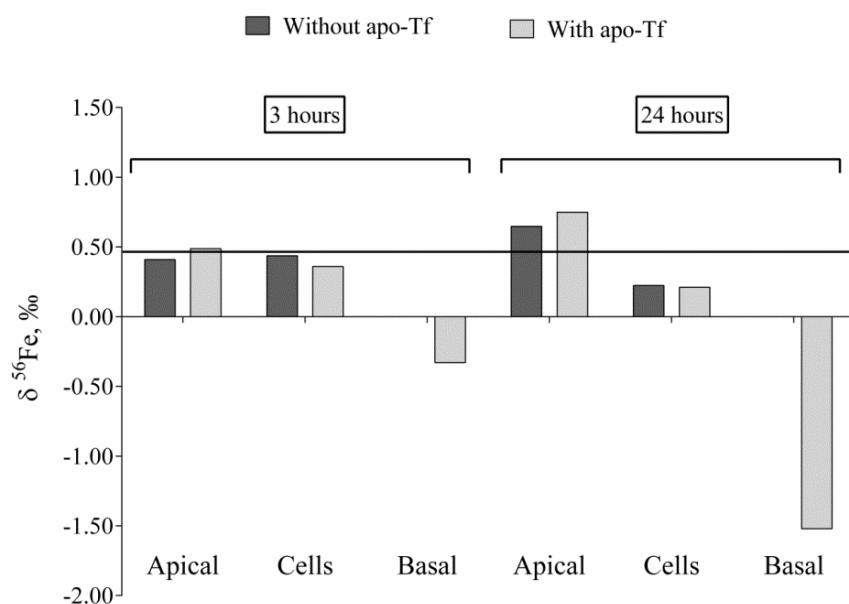 Without apo-Tf
With apo-Tf
3 hours
24 hours
1.50
1.00
0.50
0.00
-0.50
-1.00
-1.50
-2.00
δ ⁵⁶Fe, ‰
Apical Cells Basal Apical Cells Basal